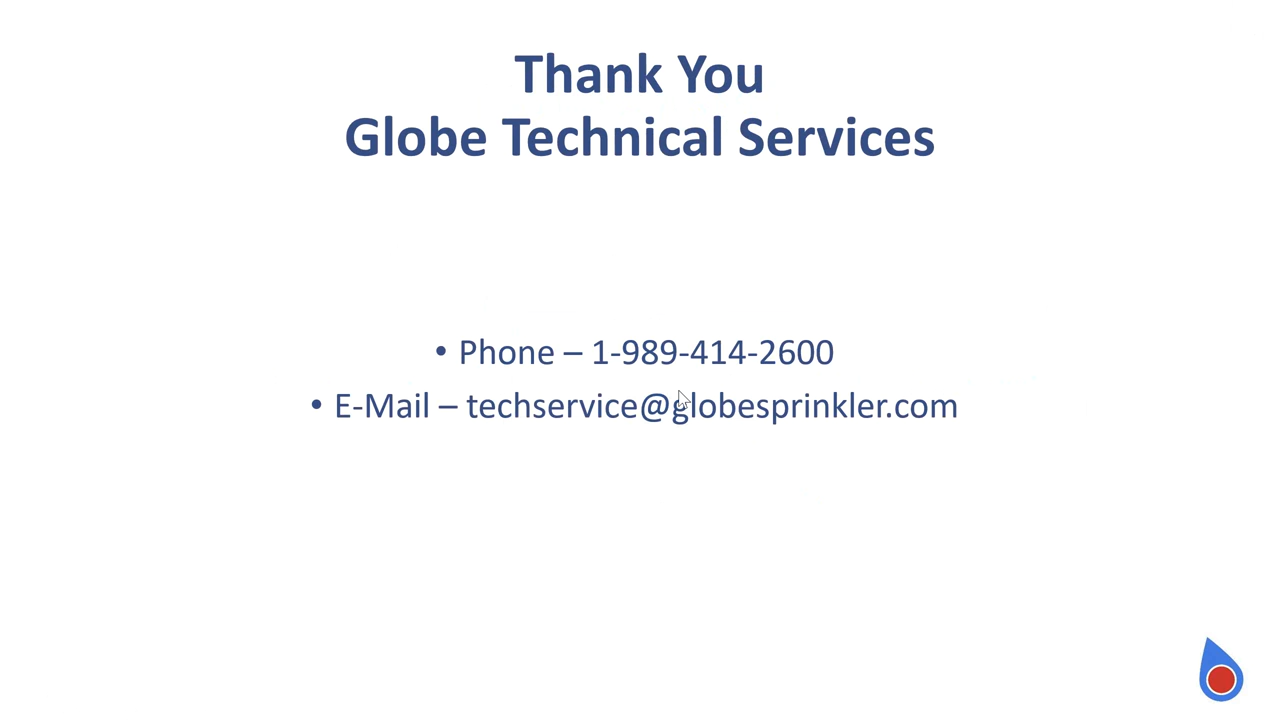 Thank You
Globe Technical Services
• Phone – 1-989-414-2600
• E-Mail – techservice@globesprinkler.com